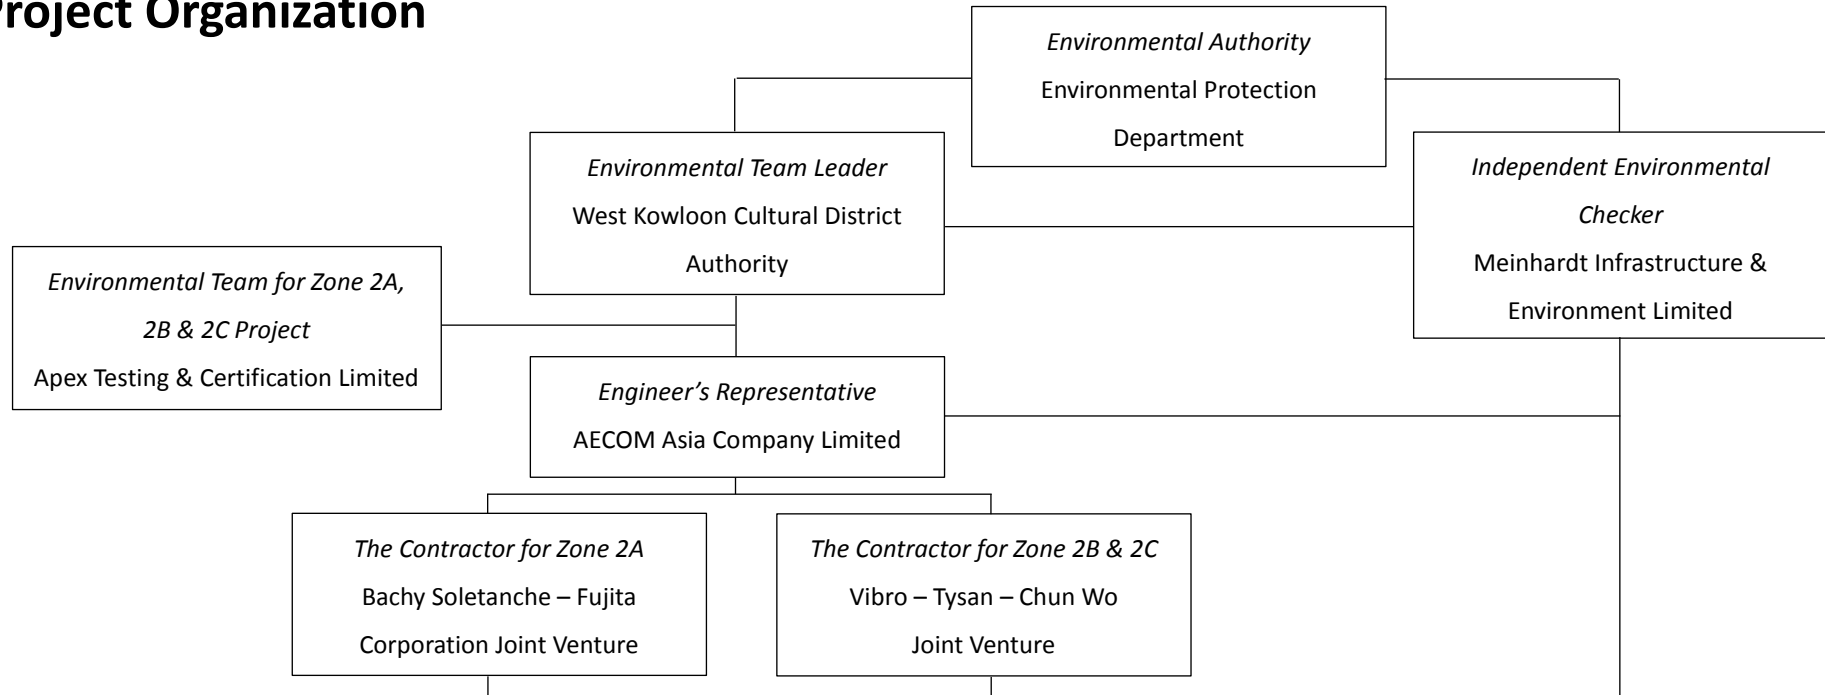 Project Organization
Environmental Authority
Environmental Protection
Department
Environmental Team Leader
West Kowloon Cultural District
Authority
Independent Environmental
Checker
Meinhardt Infrastructure &
Environment Limited
Environmental Team for Zone 2A,
2B & 2C Project
Apex Testing & Certification Limited
Engineer’s Representative
AECOM Asia Company Limited
The Contractor for Zone 2A
Bachy Soletanche – Fujita
Corporation Joint Venture
The Contractor for Zone 2B & 2C
Vibro – Tysan – Chun Wo
Joint Venture